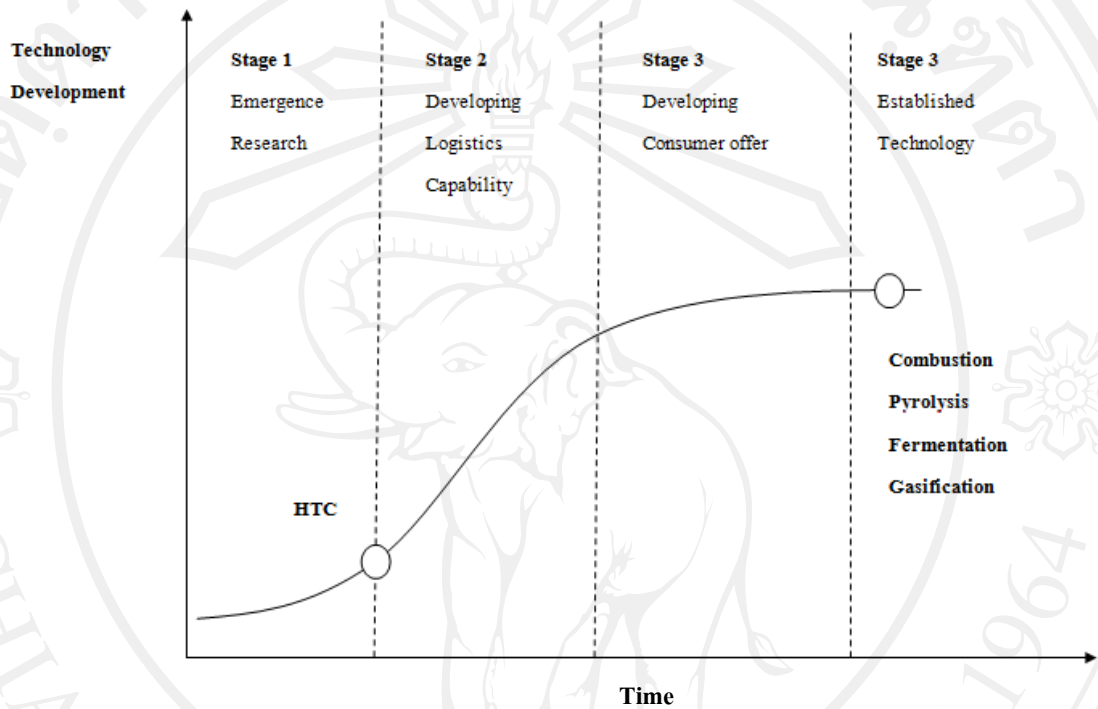 Technology
Development
Stage 1
Emergence
Research
Stage 2
Developing
Logistics
Capability
Stage 3
Developing
Consumer offer
Stage 3
Established
Technology
HTC
Combustion
Pyrolysis
Fermentation
Gasification
Time
1964